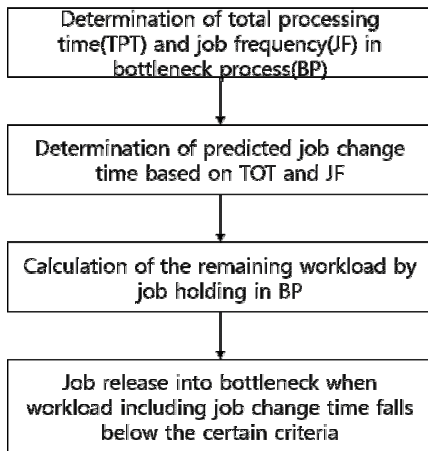 Determination of total processing
time(TPT) and job frequency(JF) in
bottleneck process(BP)
Determination of predicted job change
time based on TOT and JF
Calculation of the remaining workload by
job holding in BP
Job release into bottleneck when
workload including job change time falls
below the certain criteria